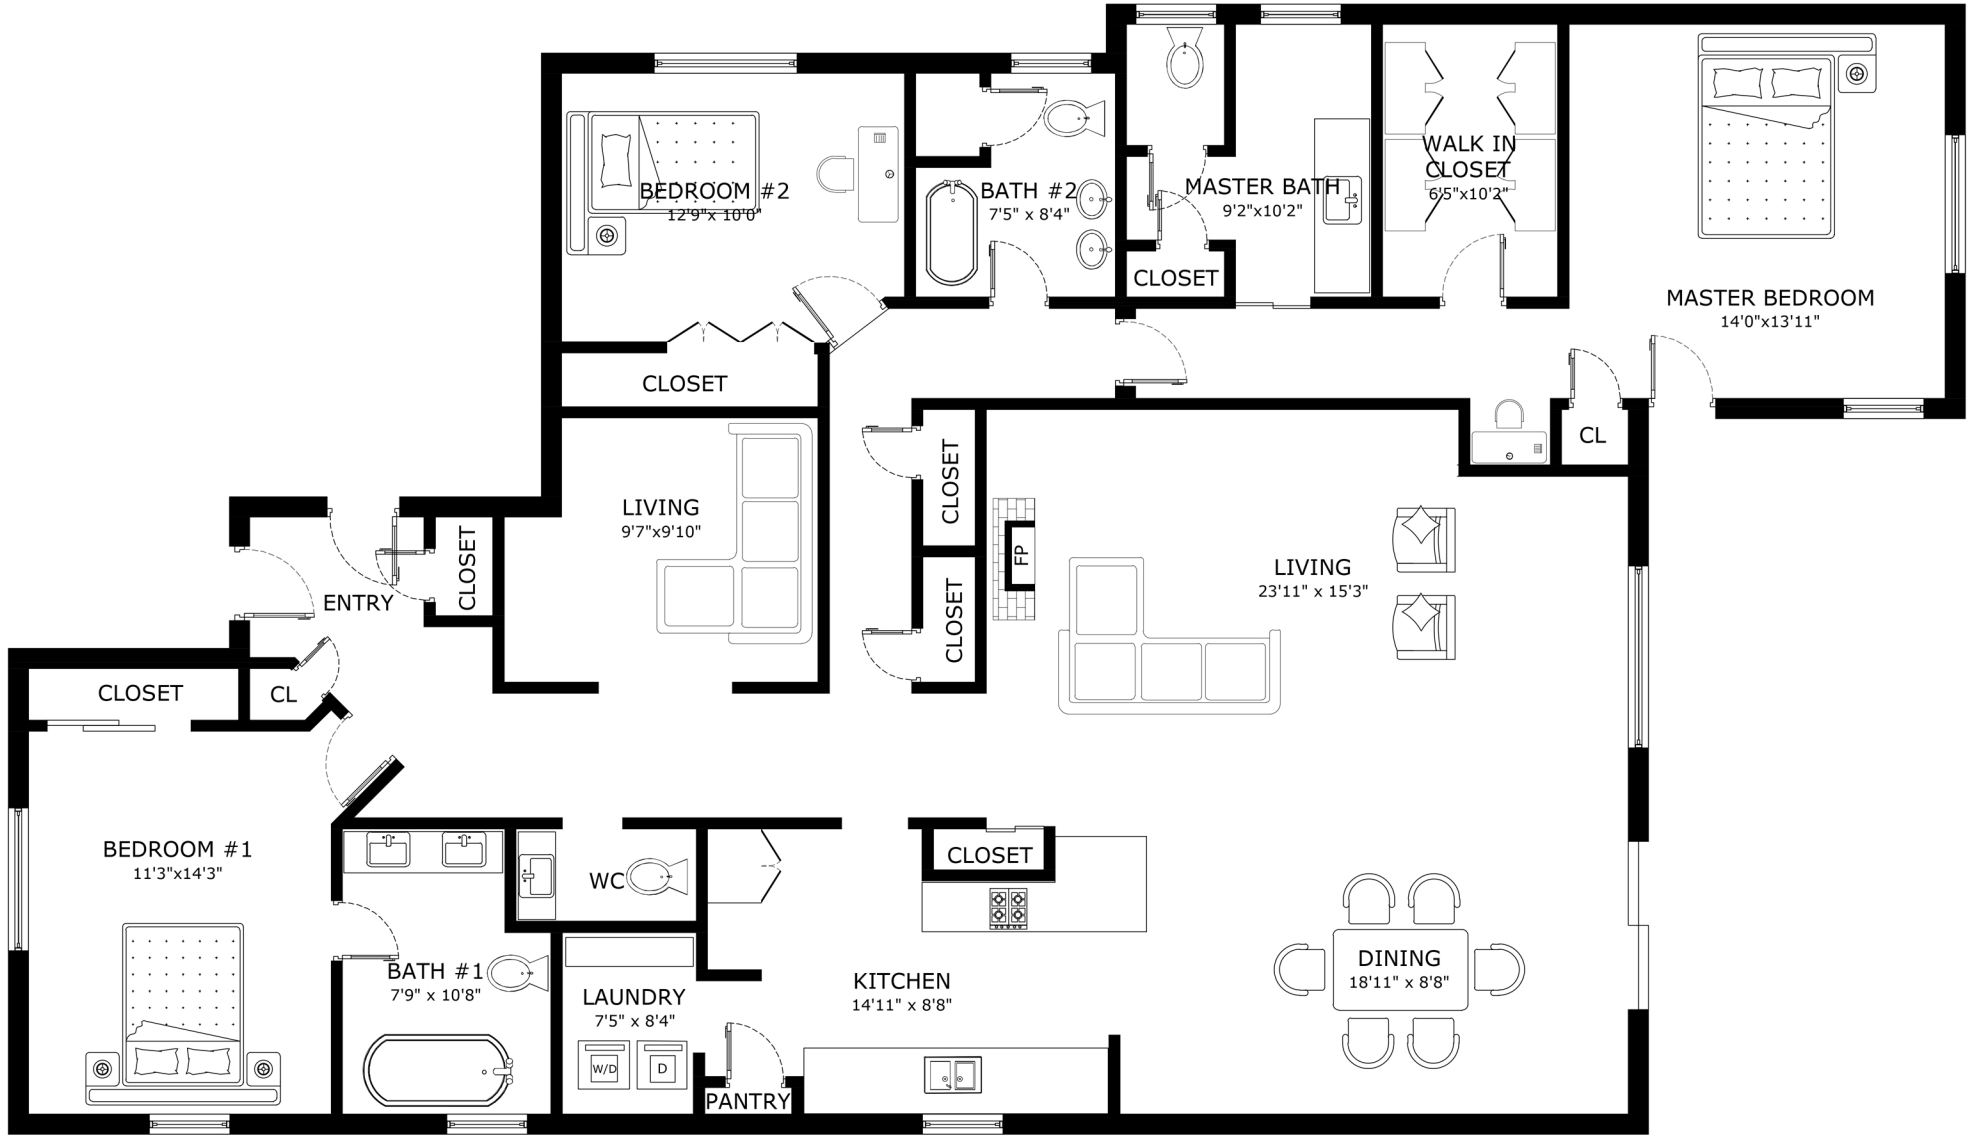 WALK IN
CLOSET
6'5"x10'2"
BEDROOM #2
12'9"x 10'0"
BATH #2
7'5" x 8'4"
MASTER BATH
9'2"x10'2"
CLOSET
MASTER BEDROOM
14'0"x13'11"
CLOSET
CL
CLOSET
LIVING
9'7"x9'10"
CLOSET
FP
LIVING
23'11" x 15'3"
ENTRY
CLOSET
CLOSET
CL
BEDROOM #1
11'3"x14'3"
WC
CLOSET
BATH #1
7'9" x 10'8"
LAUNDRY
7'5" x 8'4"
KITCHEN
14'11" x 8'8"
DINING
18'11" x 8'8"
W/D
D
PANTRY
CLOSET